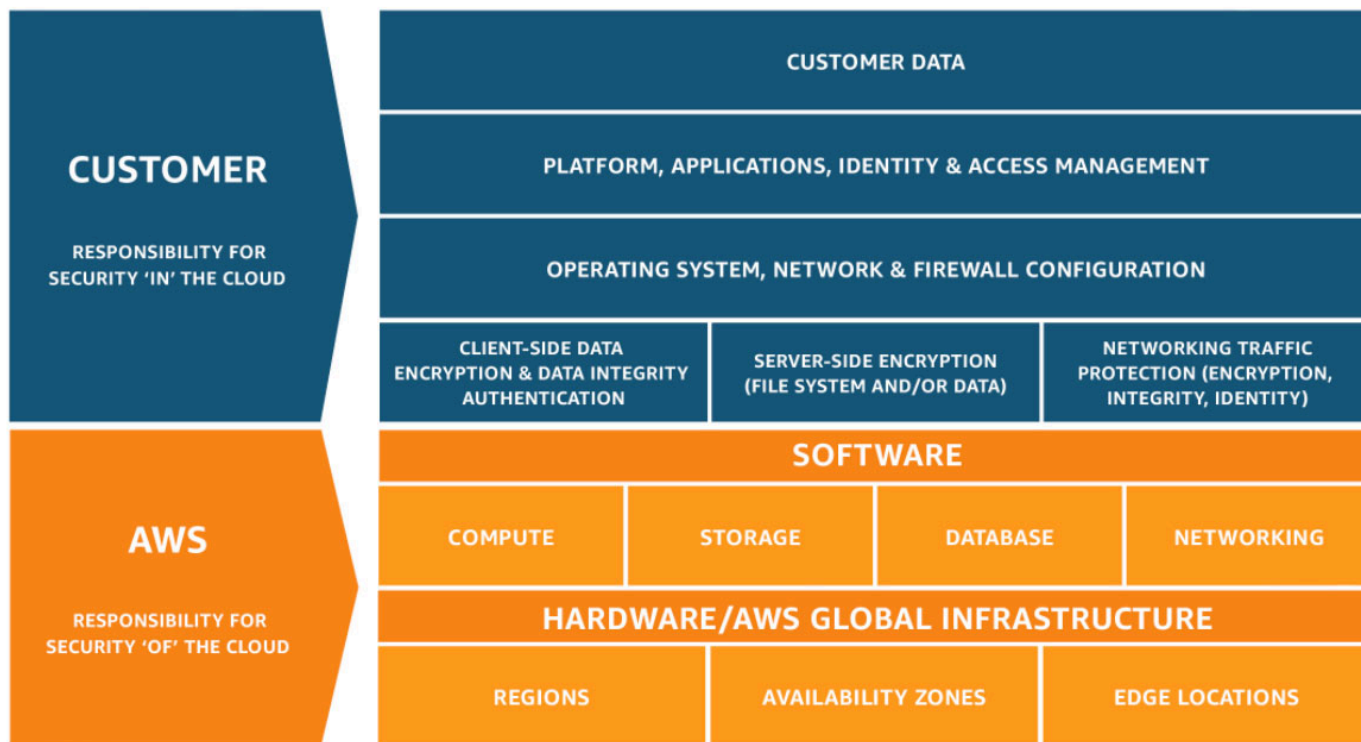 CUSTOMER
RESPONSIBILITY FOR
SECURITY ‘IN’ THE CLOUD
CUSTOMER DATA
PLATFORM, APPLICATIONS, IDENTITY & ACCESS MANAGEMENT
OPERATING SYSTEM, NETWORK & FIREWALL CONFIGURATION
CLIENT-SIDE DATA
ENCRYPTION & DATA INTEGRITY
AUTHENTICATION
SERVER-SIDE ENCRYPTION
(FILE SYSTEM AND/OR DATA)
NETWORKING TRAFFIC
PROTECTION (ENCRYPTION,
INTEGRITY, IDENTITY)
AWS
RESPONSIBILITY FOR
SECURITY ‘OF’ THE CLOUD
SOFTWARE
COMPUTE
STORAGE
DATABASE
NETWORKING
HARDWARE/AWS GLOBAL INFRASTRUCTURE
REGIONS
AVAILABILITY ZONES
EDGE LOCATIONS